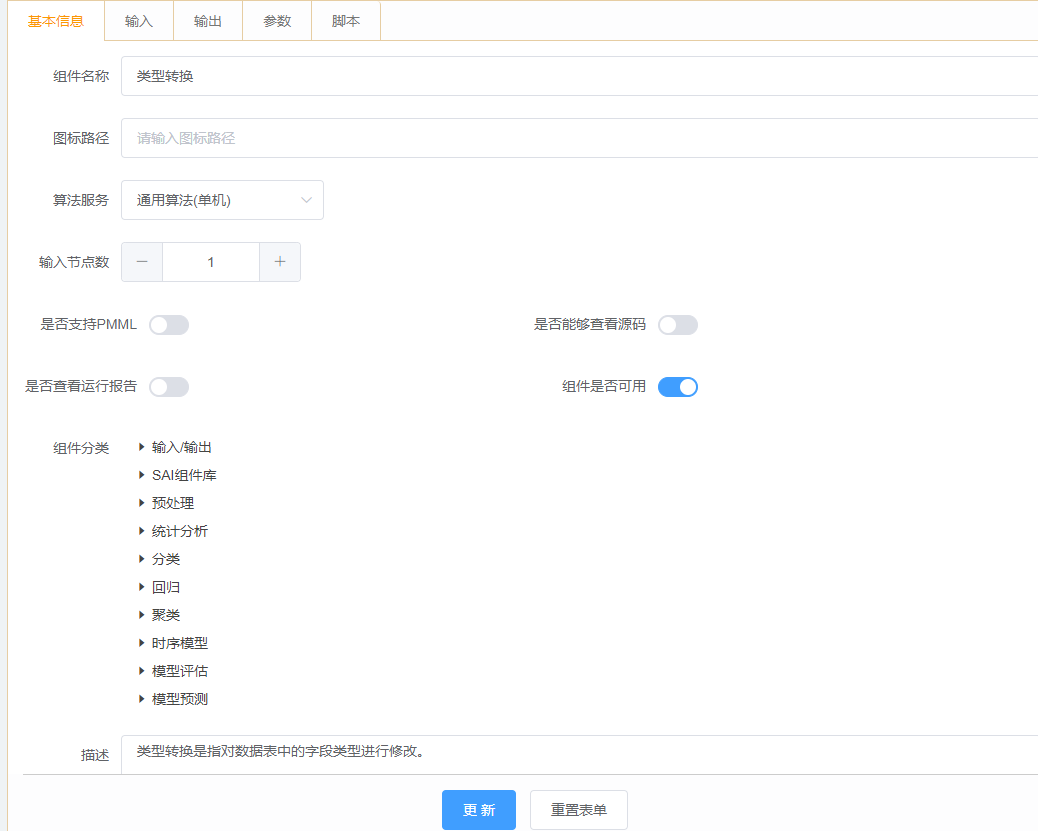 基本信息 输入 输出 参数 脚本
组件名称 类型转换
图标路径 请输入图标路径
算法服务 通用算法(单机)
输入节点数 1
是否支持PMML 是否能够查看源码
是否查看运行报告 组件是否可用
组件分类 输入/输出
SAI组件库
预处理
统计分析
分类
回归
聚类
时序模型
模型评估
模型预测
描述 类型转换是指对数据表中的字段类型进行修改。
更新 重置表单